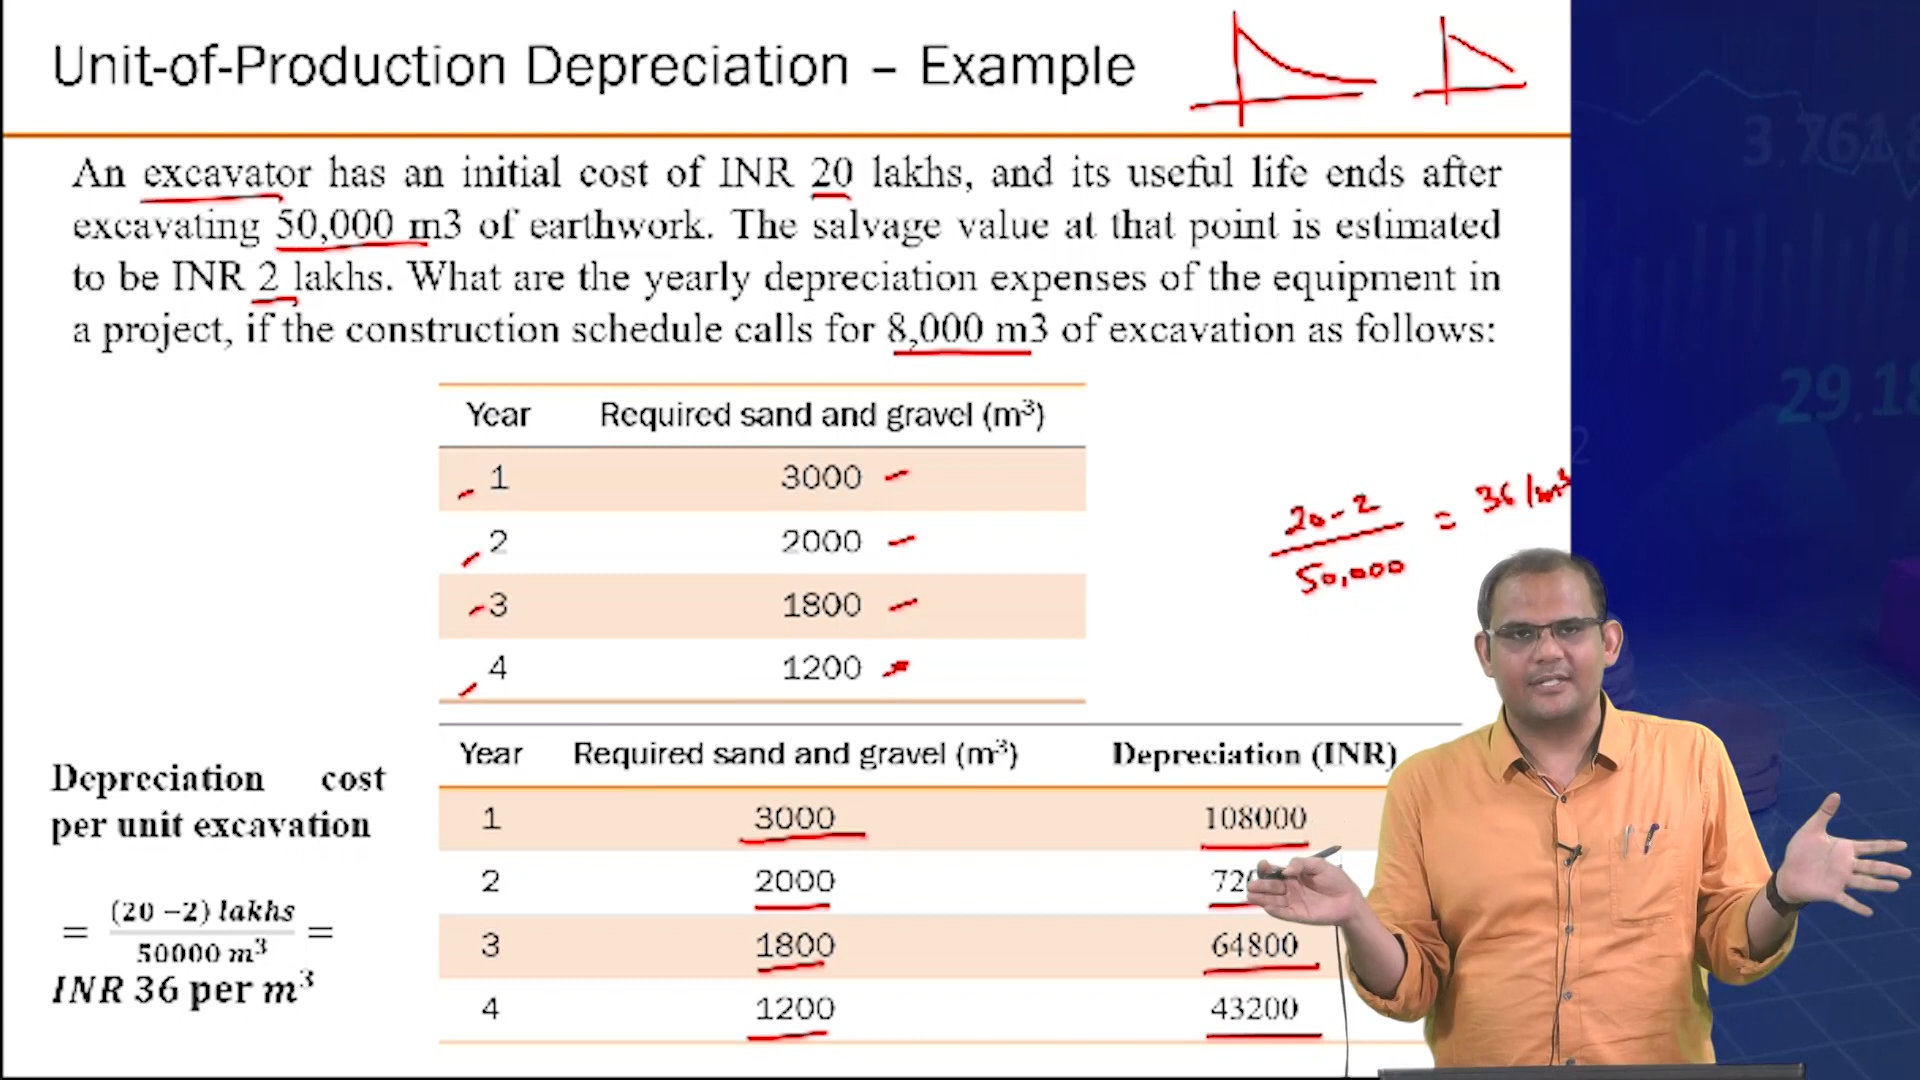 Unit-of-Production Depreciation – Example
An excavator has an initial cost of INR 20 lakhs, and its useful life ends after
excavating 50,000 m3 of earthwork. The salvage value at that point is estimated
to be INR 2 lakhs. What are the yearly depreciation expenses of the equipment in
a project, if the construction schedule calls for 8,000 m3 of excavation as follows:
Year Required sand and gravel (m³)
1 3000
2 2000
3 1800
4 1200
20-2 / 50,000 = 36/m³
Year Required sand and gravel (m³) Depreciation (INR)
1 3000 108000
2 2000
3 1800 64800
4 1200 43200
Depreciation cost
per unit excavation
= (20 –2) lakhs / 50000 m³ =
INR 36 per m³
3,761
29,18